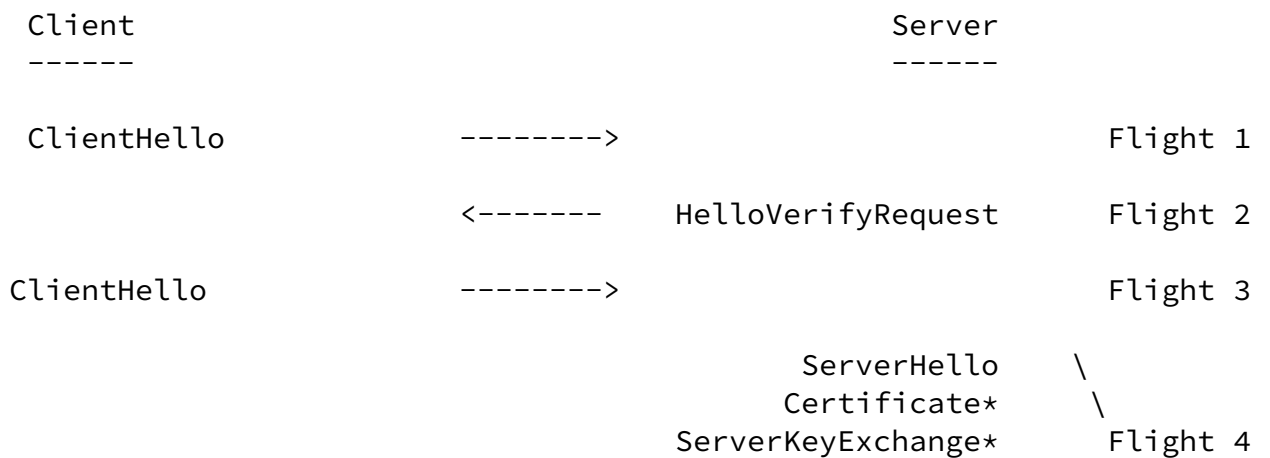 Client                                          Server
------                                          ------
ClientHello             -------->                           Flight 1
                        <-------    HelloVerifyRequest      Flight 2
ClientHello             -------->                           Flight 3
                                           ServerHello    \
                                          Certificate*     \
                                    ServerKeyExchange*      Flight 4